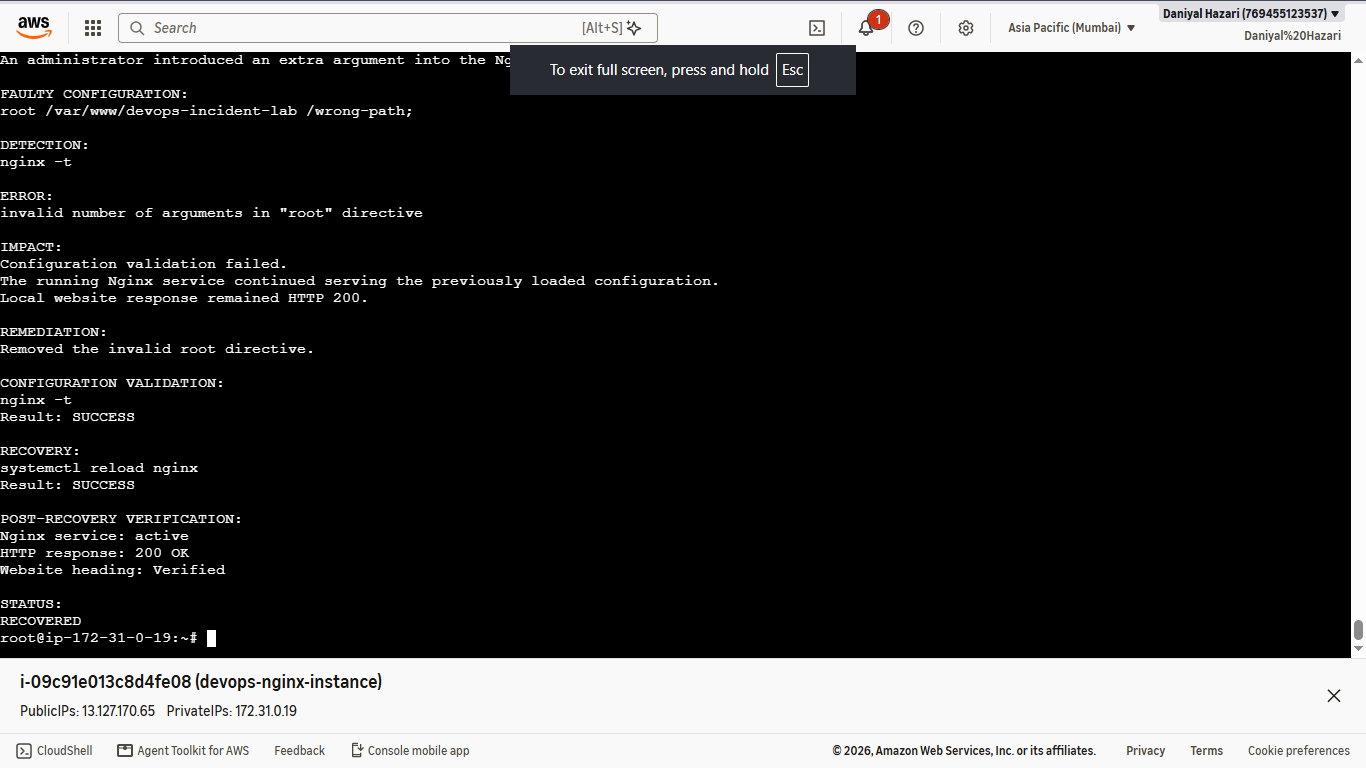 aws
Search
[Alt+S]
1
Asia Pacific (Mumbai)
Daniyal Hazari (769455123537)
Daniyal%20Hazari
To exit full screen, press and hold Esc
An administrator introduced an extra argument into the Ng
FAULTY CONFIGURATION:
root /var/www/devops-incident-lab /wrong-path;
DETECTION:
nginx -t
ERROR:
invalid number of arguments in "root" directive
IMPACT:
Configuration validation failed.
The running Nginx service continued serving the previously loaded configuration.
Local website response remained HTTP 200.
REMEDIATION:
Removed the invalid root directive.
CONFIGURATION VALIDATION:
nginx -t
Result: SUCCESS
RECOVERY:
systemctl reload nginx
Result: SUCCESS
POST-RECOVERY VERIFICATION:
Nginx service: active
HTTP response: 200 OK
Website heading: Verified
STATUS:
RECOVERED
root@ip-172-31-0-19:~#
i-09c91e013c8d4fe08 (devops-nginx-instance)
PublicIPs: 13.127.170.65 PrivateIPs: 172.31.0.19
CloudShell Agent Toolkit for AWS Feedback Console mobile app © 2026, Amazon Web Services, Inc. or its affiliates. Privacy Terms Cookie preferences